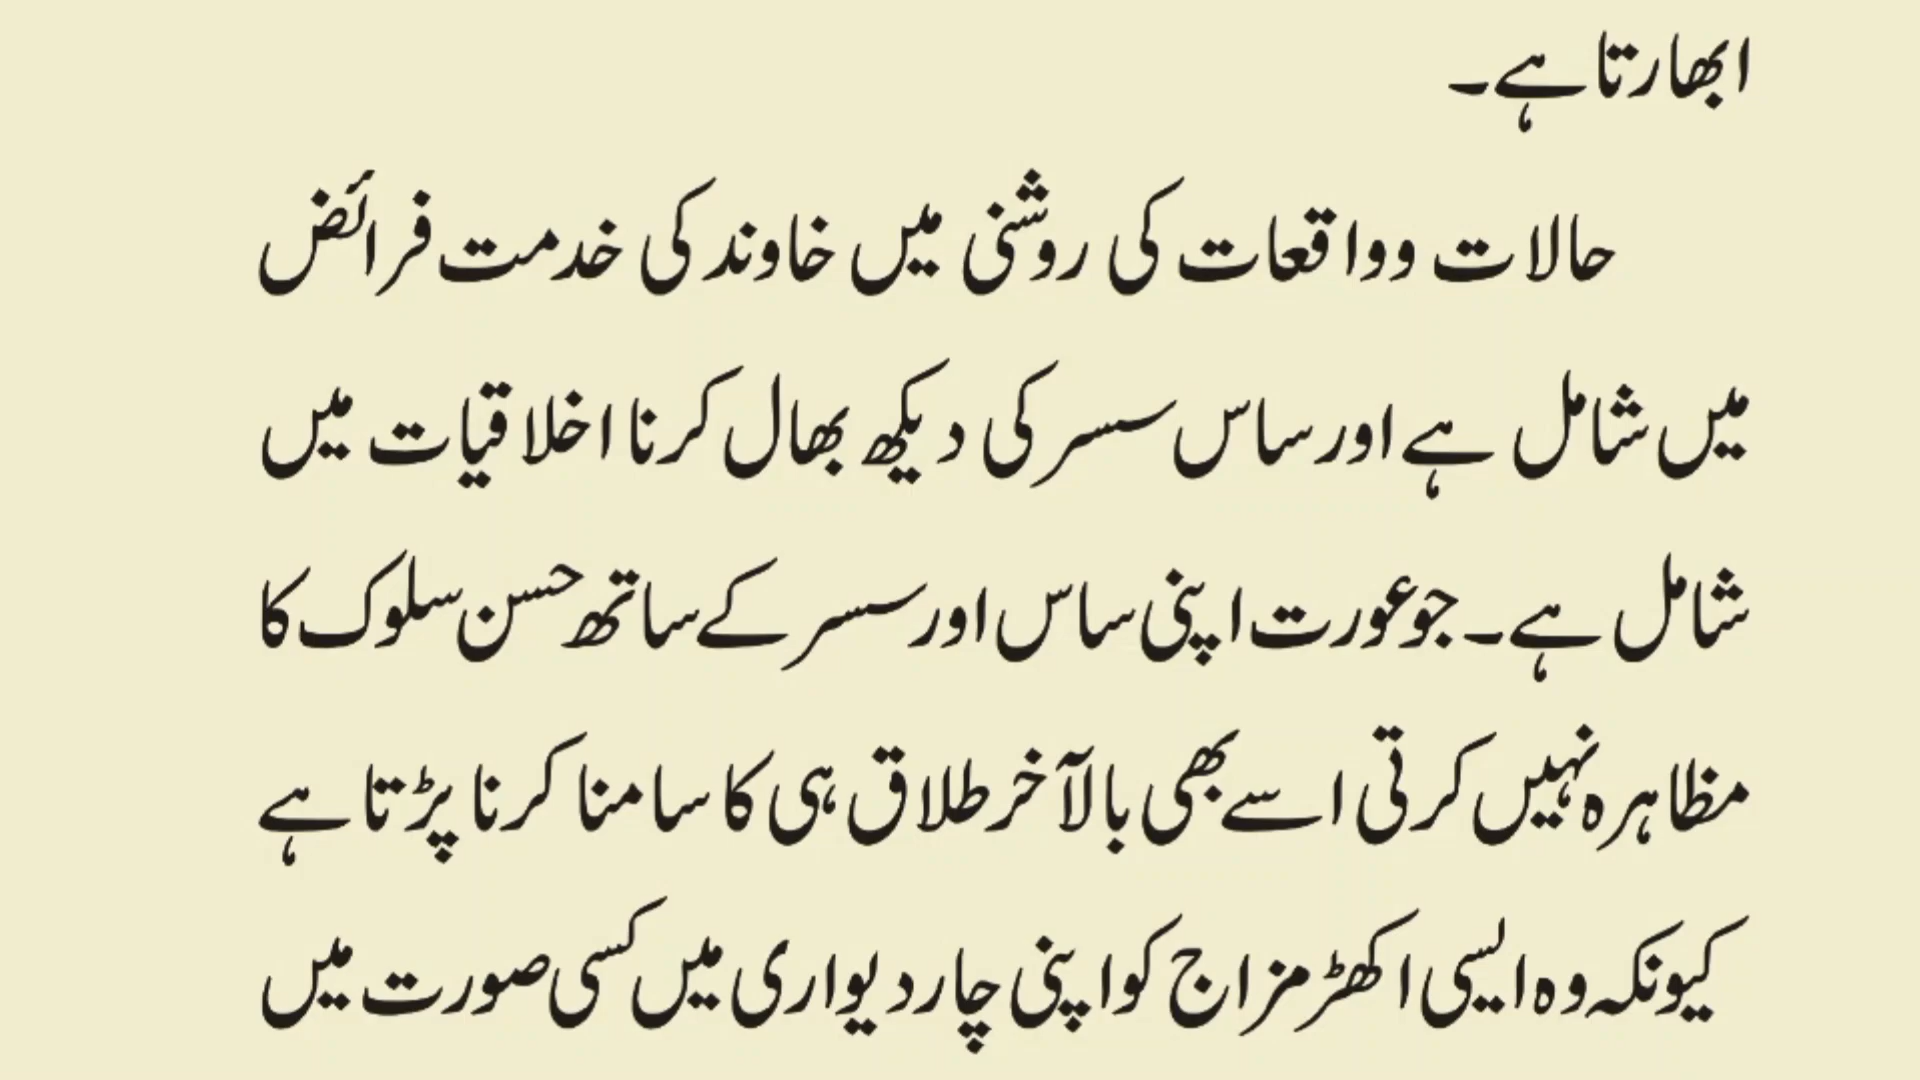 ابھارتا ہے۔
حالات وواقعات کی روشنی میں خاوند کی خدمت فرائض
میں شامل ہے اور ساس سسر کی دیکھ بھال کرنا اخلاقیات میں
شامل ہے۔ جو عورت اپنی ساس اور سسر کے ساتھ حسن سلوک کا
مظاہرہ نہیں کرتی اسے بھی بالآخر طلاق ہی کا سامنا کرنا پڑتا ہے
کیونکہ وہ ایسی اکھڑ مزاج کو اپنی چار دیواری میں کسی صورت میں